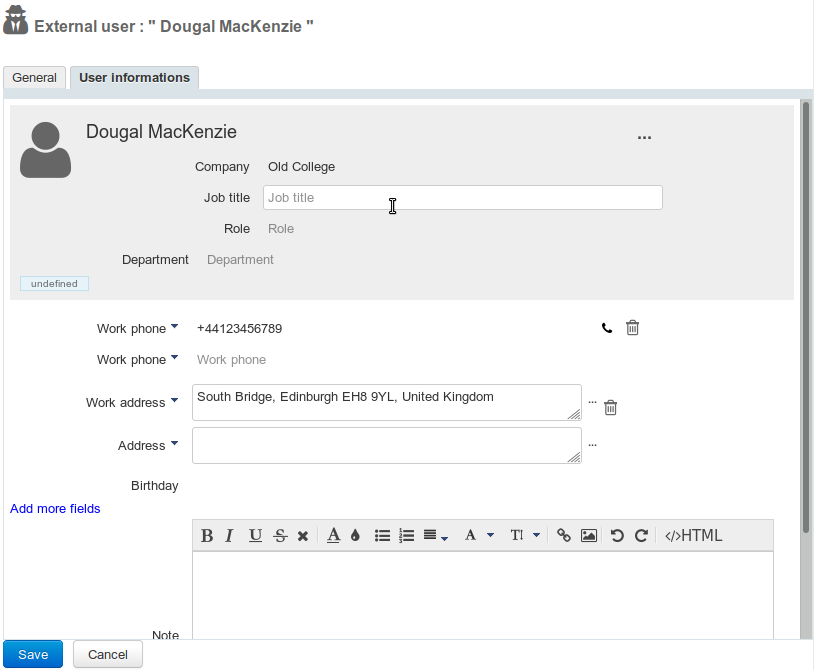 External user : " Dougal MacKenzie "
General User informations
Dougal MacKenzie ...
Company Old College
Job title Job title
Role Role
Department Department
undefined
Work phone +44123456789
Work phone Work phone
Work address South Bridge, Edinburgh EH8 9YL, United Kingdom ...
Address ...
Birthday
Add more fields
B I U S A A T </>HTML
Note
Save Cancel